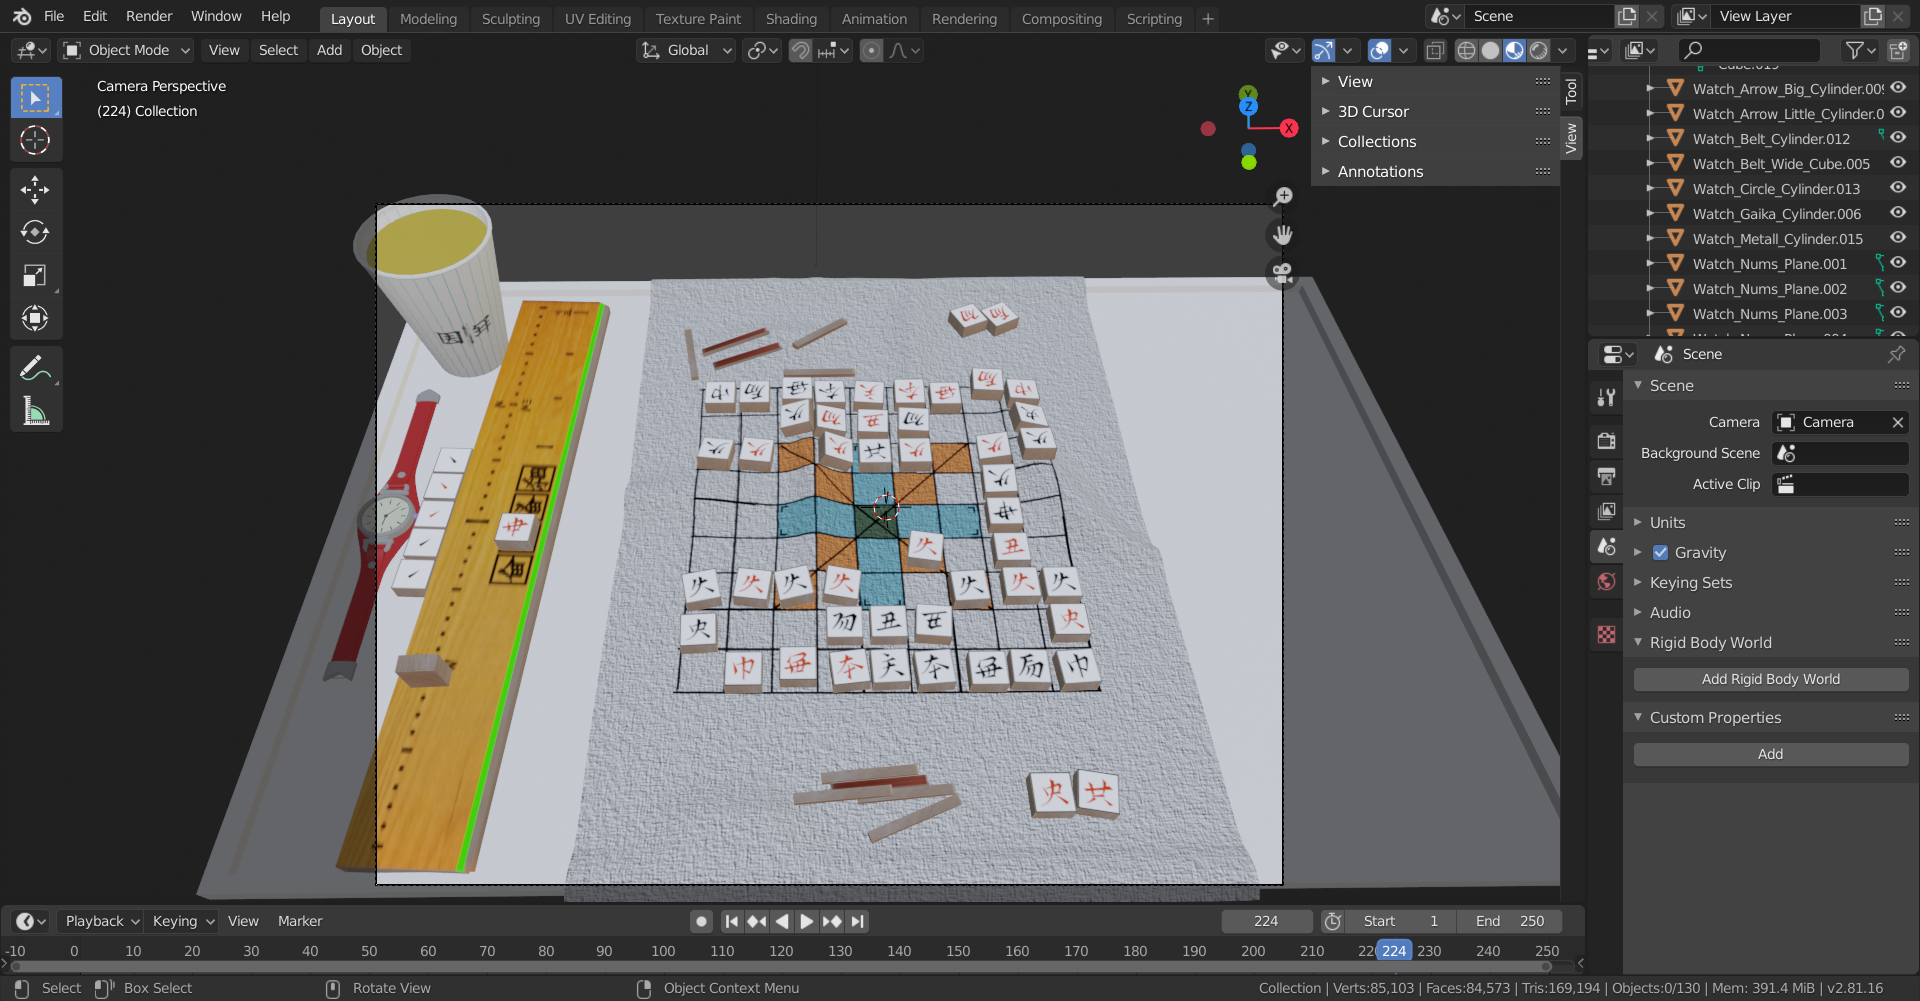 File Edit Render Window Help Layout Modeling Sculpting UV Editing Texture Paint Shading Animation Rendering Compositing Scripting + Scene View Layer
Object Mode View Select Add Object Global
Camera Perspective
(224) Collection
Y
Z
X
View
3D Cursor
Collections
Annotations
Tool
View
Watch_Arrow_Big_Cylinder.009
Watch_Arrow_Little_Cylinder.0
Watch_Belt_Cylinder.012
Watch_Belt_Wide_Cube.005
Watch_Circle_Cylinder.013
Watch_Gaika_Cylinder.006
Watch_Metall_Cylinder.015
Watch_Nums_Plane.001
Watch_Nums_Plane.002
Watch_Nums_Plane.003
Scene
Scene
Camera Camera
Background Scene
Active Clip
Units
Gravity
Keying Sets
Audio
Rigid Body World
Add Rigid Body World
Custom Properties
Add
Playback Keying View Marker 224 Start 1 End 250
-10 0 10 20 30 40 50 60 70 80 90 100 110 120 130 140 150 160 170 180 190 200 210 224 230 240 250
Select Box Select Rotate View Object Context Menu Collection | Verts:85,103 | Faces:84,573 | Tris:169,194 | Objects:0/130 | Mem: 391.4 MiB | v2.81.16